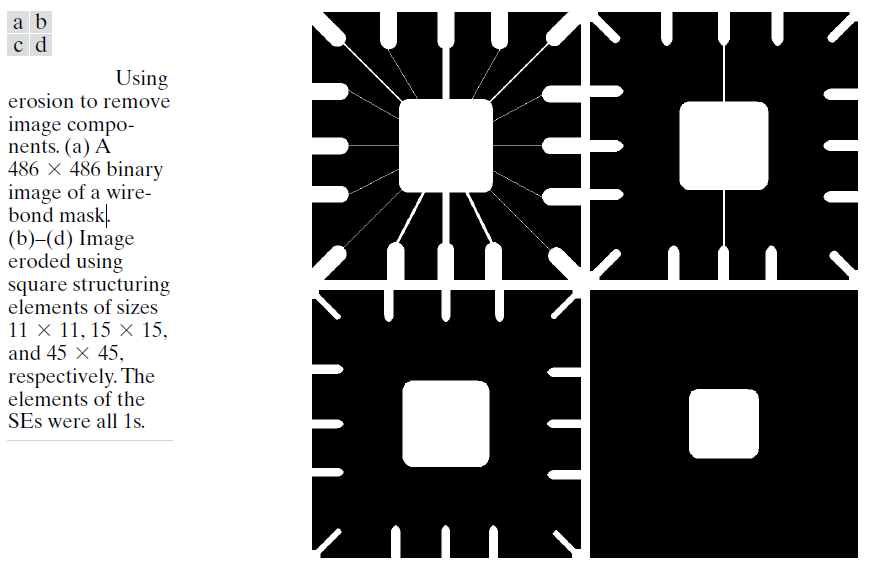 a b
c d
Using
erosion to remove
image compo-
nents. (a) A
486 × 486 binary
image of a wire-
bond mask.
(b)–(d) Image
eroded using
square structuring
elements of sizes
11 × 11, 15 × 15,
and 45 × 45,
respectively. The
elements of the
SEs were all 1s.